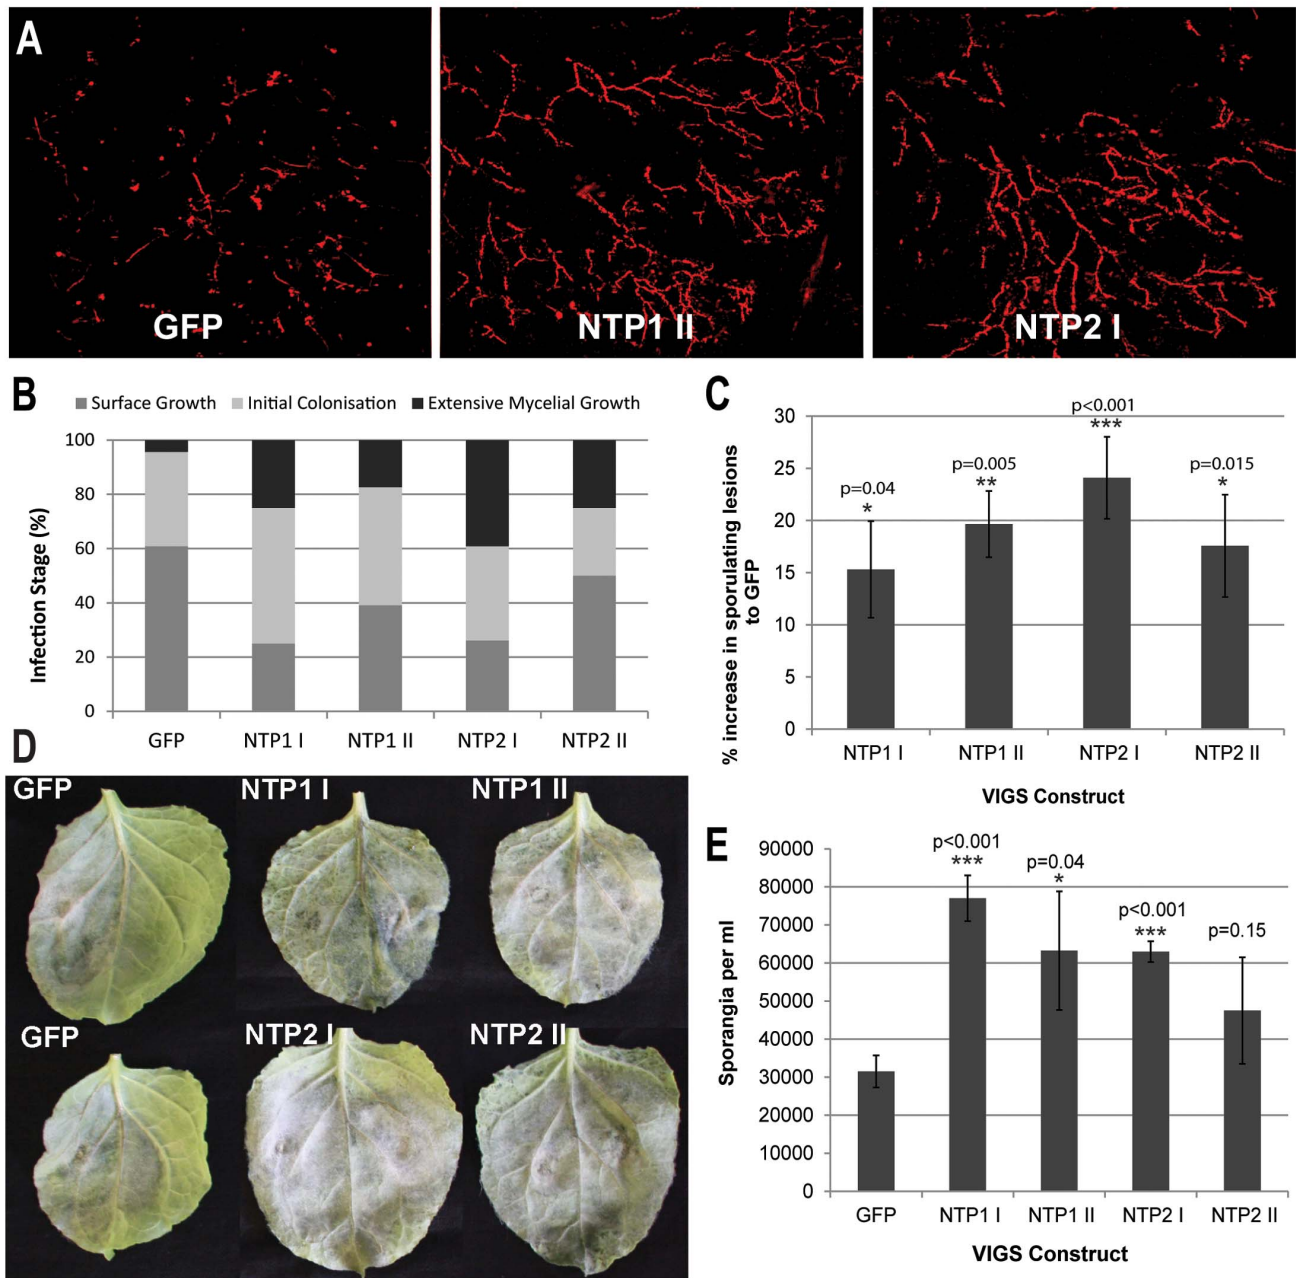 A
GFP
NTP1 II
NTP2 I
B
Surface Growth Initial Colonisation Extensive Mycelial Growth
Infection Stage (%)
100
80
60
40
20
0
GFP NTP1 I NTP1 II NTP2 I NTP2 II
C
% increase in sporulating lesions
to GFP
30
25
20
15
10
5
0
p=0.04
*
p=0.005
**
p<0.001
***
p=0.015
*
NTP1 I NTP1 II NTP2 I NTP2 II
VIGS Construct
D
GFP NTP1 I NTP1 II
GFP NTP2 I NTP2 II
E
Sporangia per ml
90000
80000
70000
60000
50000
40000
30000
20000
10000
0
p<0.001
***
p=0.04
*
p<0.001
***
p=0.15
GFP NTP1 I NTP1 II NTP2 I NTP2 II
VIGS Construct